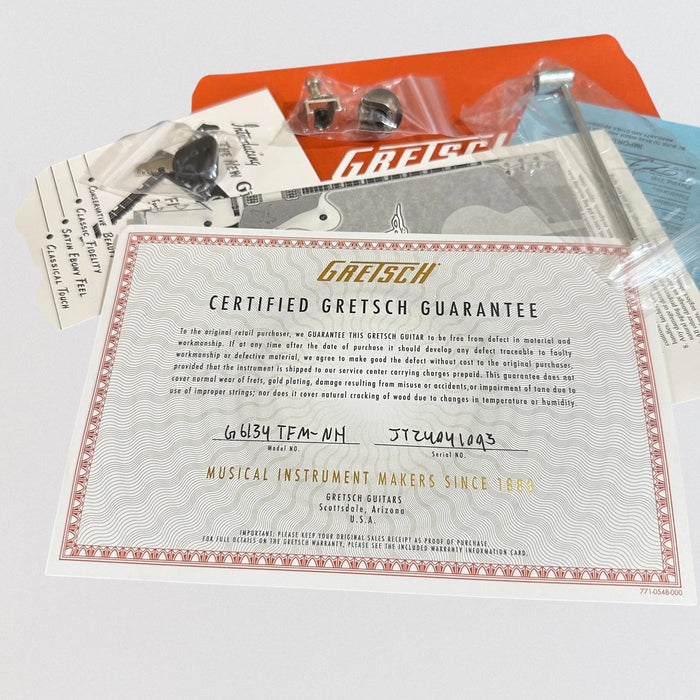 GRETSCH
Introducing
THE NEW G
• CONSERVATIVE BEAUTY
• CLASSIC FIDELITY
• SATIN EBONY FEEL
• CLASSICAL TOUCH
GRETSCH
CERTIFIED GRETSCH GUARANTEE
To the original retail purchaser, we GUARANTEE THIS GRETSCH GUITAR to be free from defect in material and
workmanship. If at any time after the date of purchase it should develop any defect traceable to faulty
workmanship or defective material, we agree to make good the defect without cost to the original purchaser,
provided that the instrument is shipped to our service center carrying charges prepaid. This guarantee does not
cover normal wear of frets, gold plating, damage resulting from misuse or accidents,or impairment of tone due to
use of improper strings; nor does it cover natural cracking of wood due to changes in temperature or humidity.
G6134TFM-NH JT24041093
Model NO. Serial NO.
MUSICAL INSTRUMENT MAKERS SINCE 1883
GRETSCH GUITARS
Scottsdale, Arizona
U.S.A.
IMPORTANT: PLEASE KEEP YOUR ORIGINAL SALES RECEIPT AS PROOF OF PURCHASE.
FOR FULL DETAILS ON THE GRETSCH WARRANTY, PLEASE SEE THE INCLUDED WARRANTY INFORMATION CARD.
771-0548-000